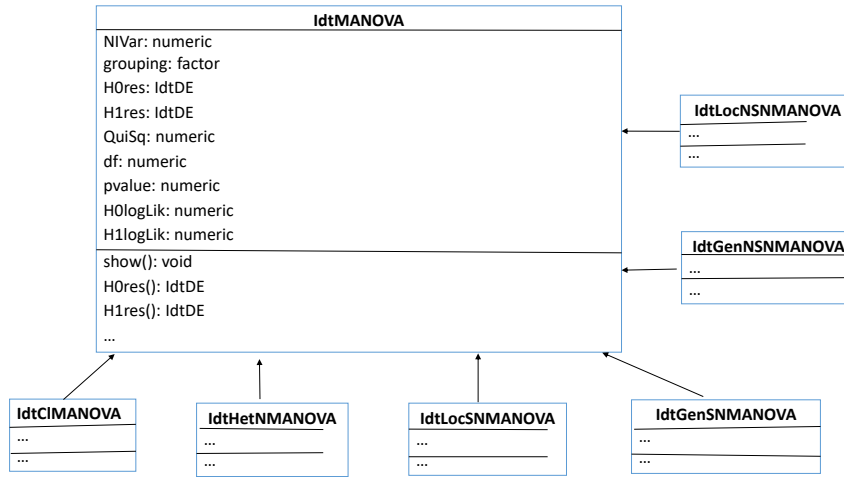 IdtMANOVA
NIVar: numeric
grouping: factor
H0res: IdtDE
H1res: IdtDE
QuiSq: numeric
df: numeric
pvalue: numeric
H0logLik: numeric
H1logLik: numeric
show(): void
H0res(): IdtDE
H1res(): IdtDE
...
IdtLocNSNMANOVA
...
...
IdtGenNSNMANOVA
...
...
IdtClMANOVA
...
...
IdtHetNMANOVA
...
...
IdtLocSNMANOVA
...
...
IdtGenSNMANOVA
...
...